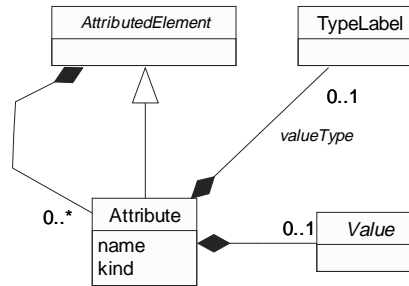 AttributedElement
TypeLabel
0..1
valueType
0..*
Attribute
name
kind
0..1
Value